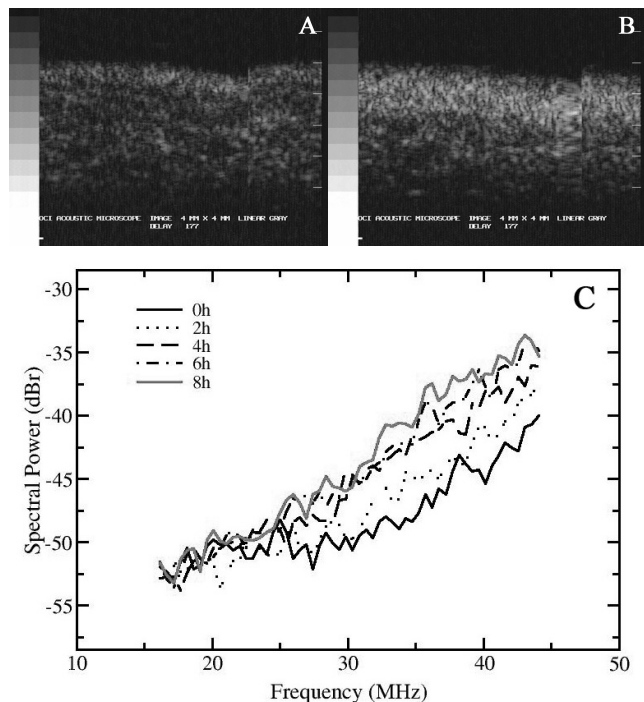 A
B
OCI ACOUSTIC MICROSCOPE IMAGE 4 MM X 4 MM LINEAR GRAY
DELAY 177
OCI ACOUSTIC MICROSCOPE IMAGE 4 MM X 4 MM LINEAR GRAY
DELAY 177
C
-30
-35
-40
-45
-50
-55
Spectral Power (dBr)
0h
2h
4h
6h
8h
10 20 30 40 50
Frequency (MHz)